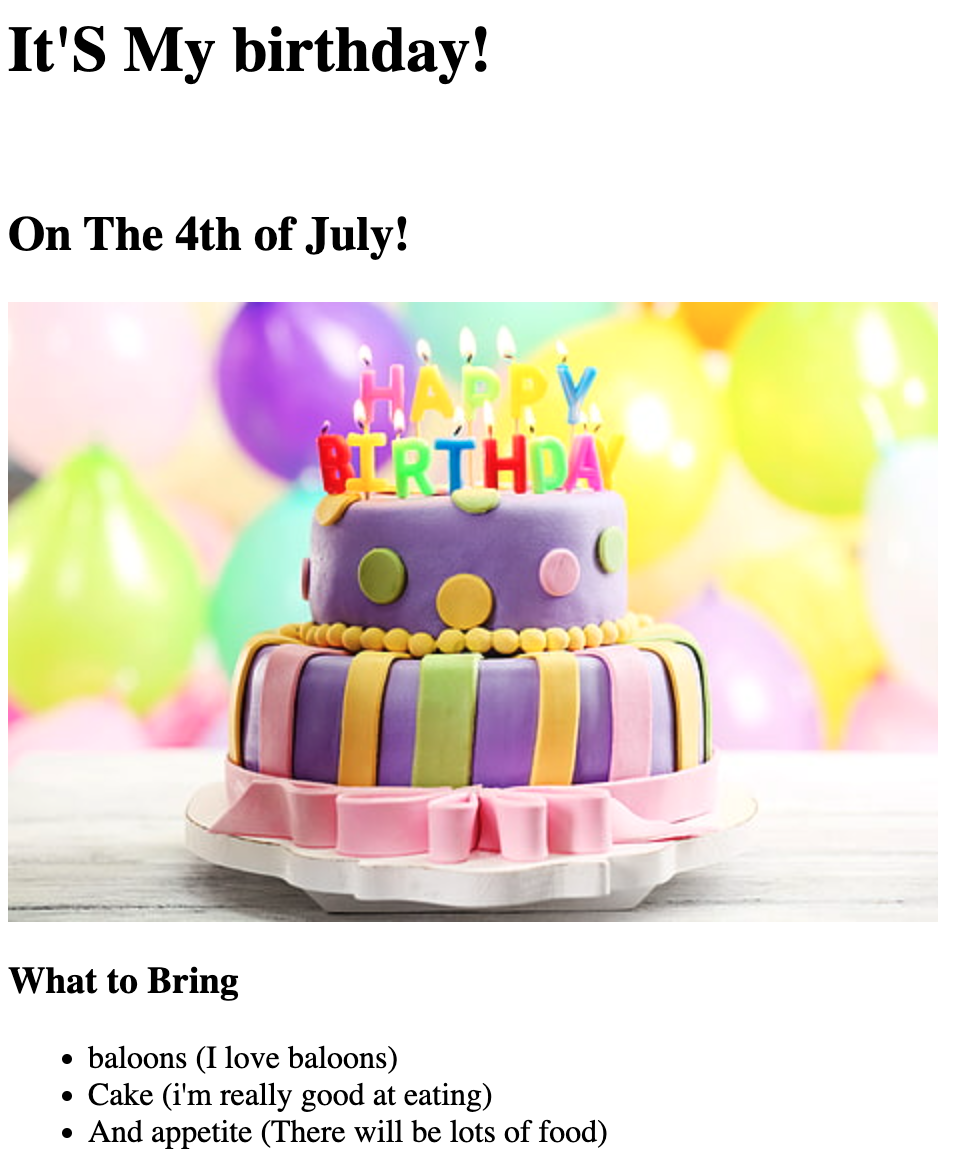 It'S My birthday!
On The 4th of July!
HAPPY
BIRTHDAY
What to Bring
baloons (I love baloons)
Cake (i'm really good at eating)
And appetite (There will be lots of food)